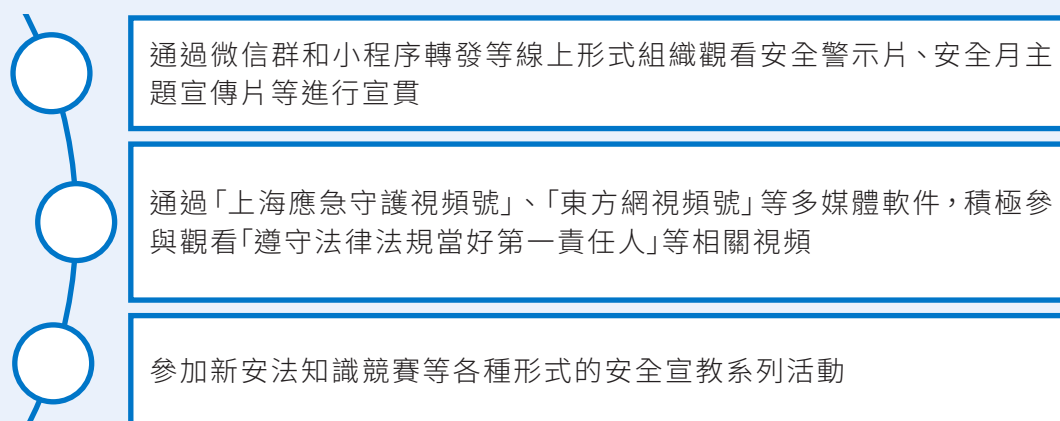 通過微信群和小程序轉發等線上形式組織觀看安全警示片、安全月主
題宣傳片等進行宣貫
通過「上海應急守護視頻號」、「東方網視頻號」等多媒體軟件，積極參
與觀看「遵守法律法規當好第一責任人」等相關視頻
參加新安法知識競賽等各種形式的安全宣教系列活動